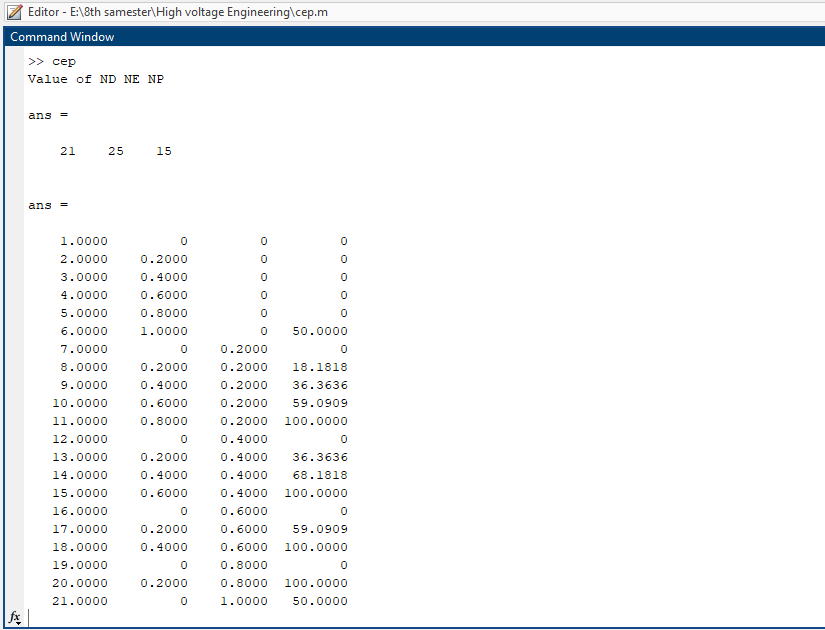 Editor - E:\8th samester\High voltage Engineering\cep.m
Command Window
>> cep
Value of ND NE NP
ans =
21 25 15
ans =
1.0000 0 0 0
2.0000 0.2000 0 0
3.0000 0.4000 0 0
4.0000 0.6000 0 0
5.0000 0.8000 0 0
6.0000 1.0000 0 50.0000
7.0000 0 0.2000 0
8.0000 0.2000 0.2000 18.1818
9.0000 0.4000 0.2000 36.3636
10.0000 0.6000 0.2000 59.0909
11.0000 0.8000 0.2000 100.0000
12.0000 0 0.4000 0
13.0000 0.2000 0.4000 36.3636
14.0000 0.4000 0.4000 68.1818
15.0000 0.6000 0.4000 100.0000
16.0000 0 0.6000 0
17.0000 0.2000 0.6000 59.0909
18.0000 0.4000 0.6000 100.0000
19.0000 0 0.8000 0
20.0000 0.2000 0.8000 100.0000
21.0000 0 1.0000 50.0000
fx